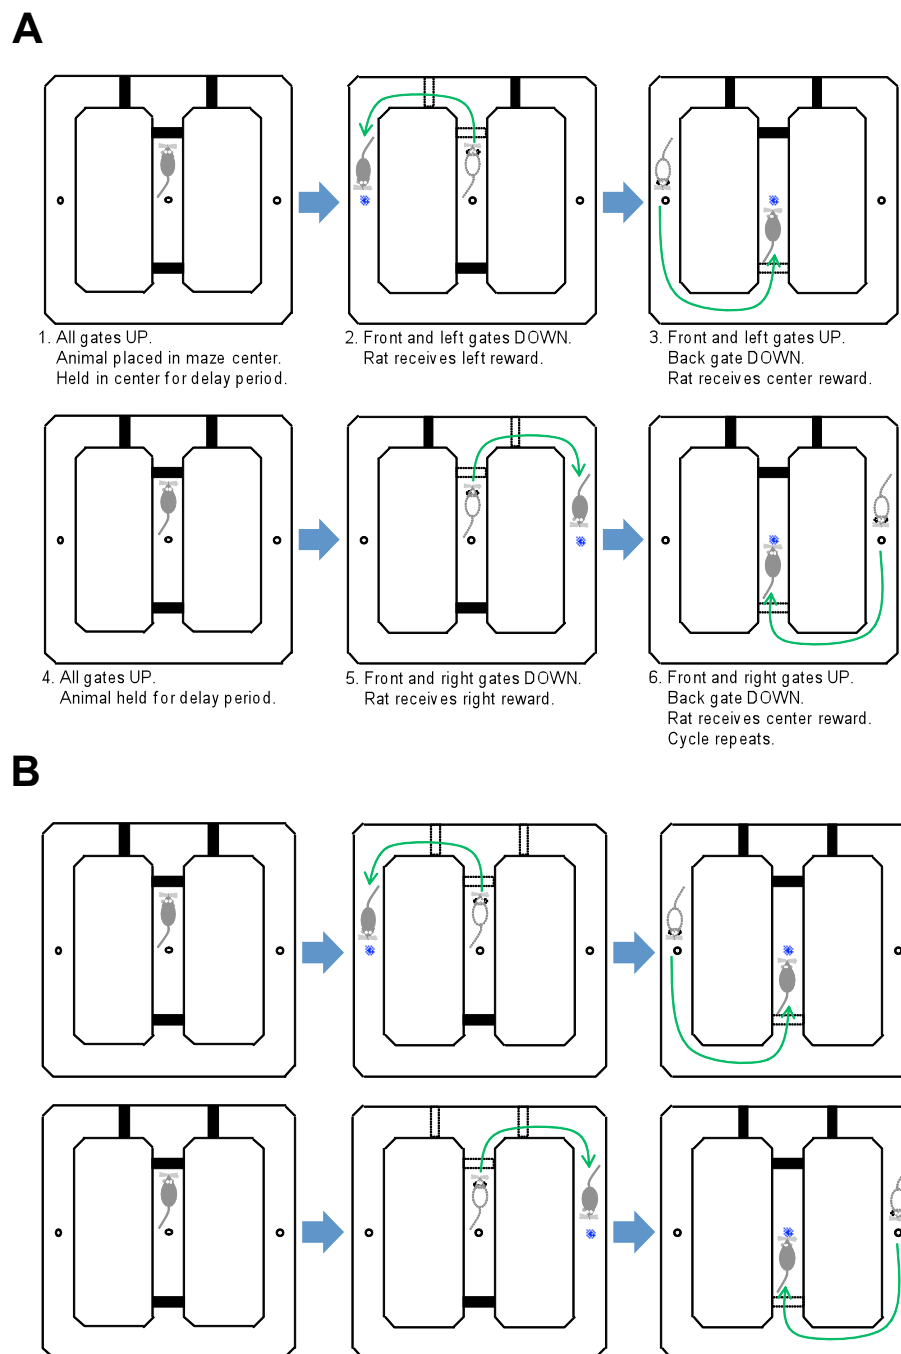 A
1. All gates UP.
Animal placed in maze center.
Held in center for delay period.
2. Front and left gates DOWN.
Rat receives left reward.
3. Front and left gates UP.
Back gate DOWN.
Rat receives center reward.
4. All gates UP.
Animal held for delay period.
5. Front and right gates DOWN.
Rat receives right reward.
6. Front and right gates UP.
Back gate DOWN.
Rat receives center reward.
Cycle repeats.
B